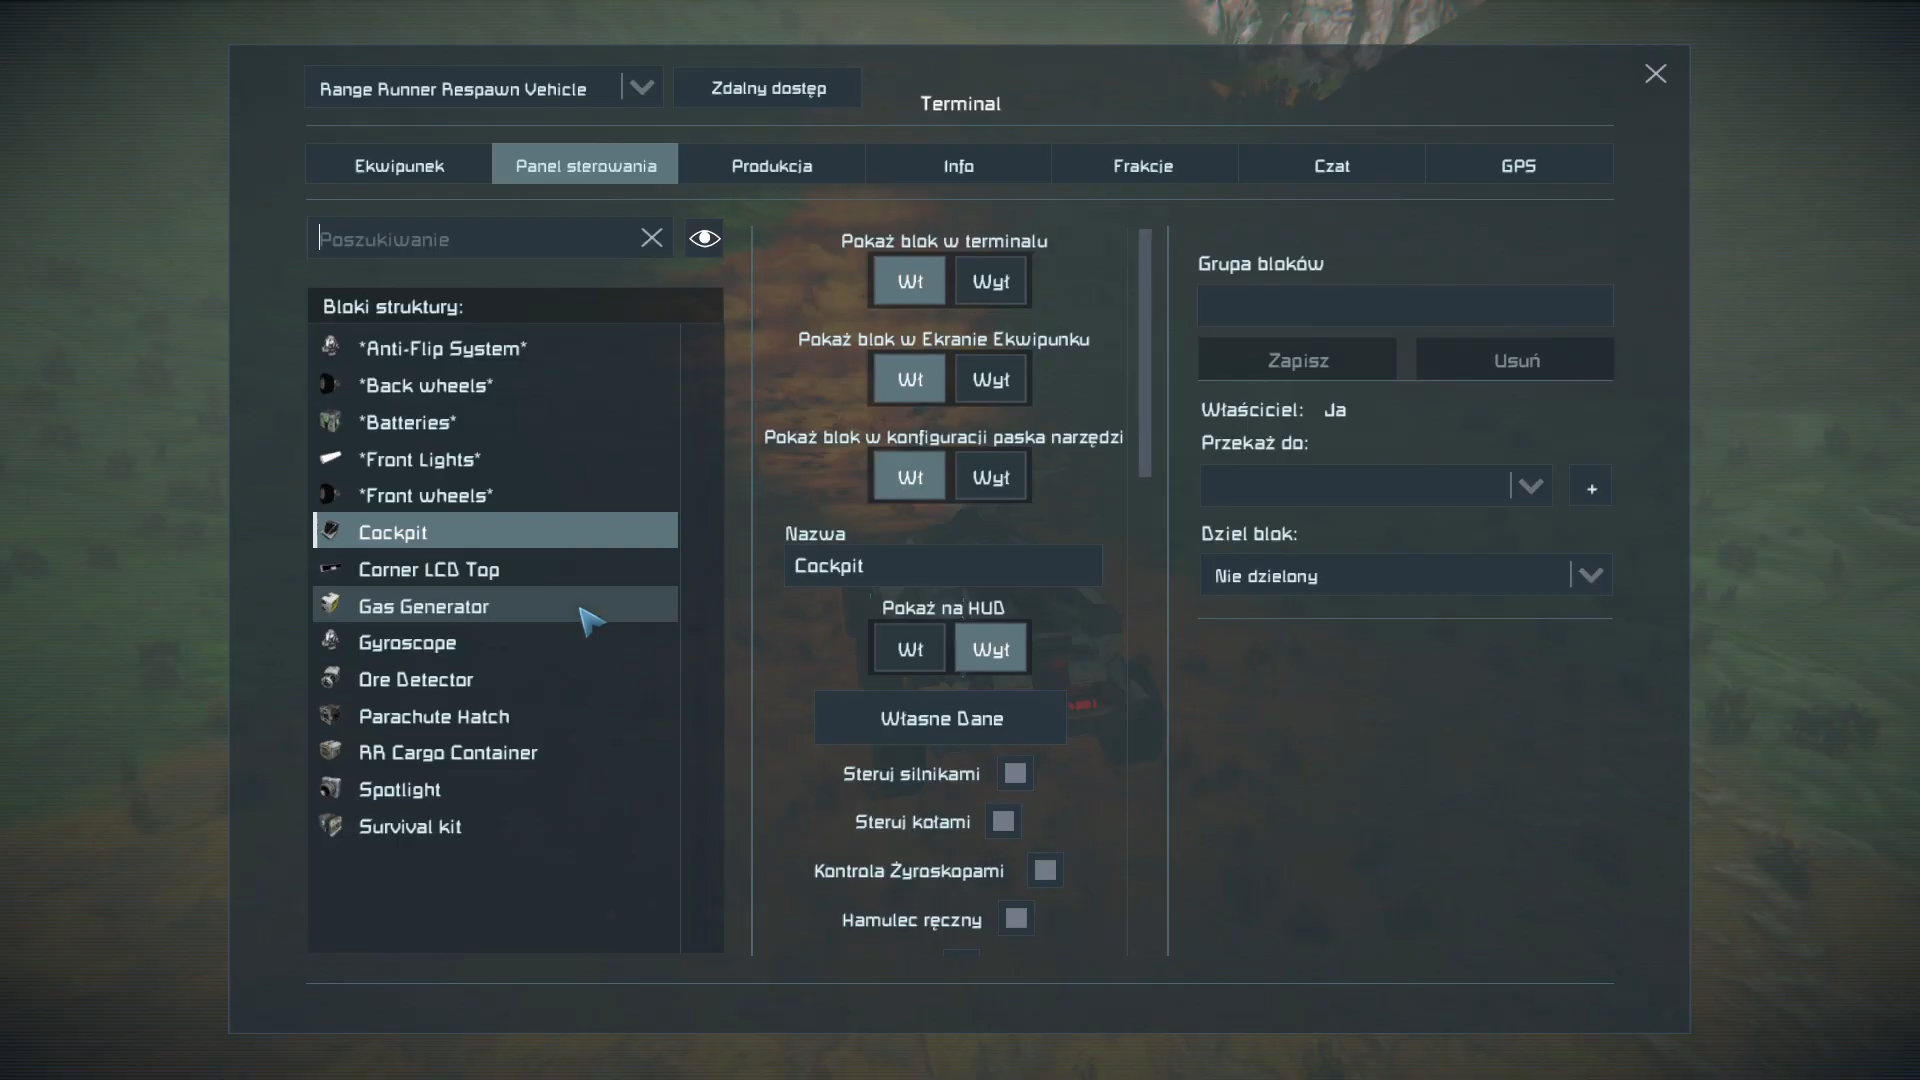 Range Runner Respawn Vehicle
Zdalny dostęp
Terminal
Ekwipunek
Panel sterowania
Produkcja
Info
Frakcje
Czat
GPS
Poszukiwanie
Bloki struktury:
*Anti-Flip System*
*Back wheels*
*Batteries*
*Front Lights*
*Front wheels*
Cockpit
Corner LCD Top
Gas Generator
Gyroscope
Ore Detector
Parachute Hatch
RR Cargo Container
Spotlight
Survival kit
Pokaż blok w terminalu
Wł Wył
Pokaż blok w Ekranie Ekwipunku
Wł Wył
Pokaż blok w konfiguracji paska narzędzi
Wł Wył
Nazwa
Cockpit
Pokaż na HUD
Wł Wył
Własne Dane
Steruj silnikami
Steruj kołami
Kontrola Żyroskopami
Hamulec ręczny
Grupa bloków
Zapisz
Usuń
Właściciel: Ja
Przekaż do:
+
Dziel blok:
Nie dzielony